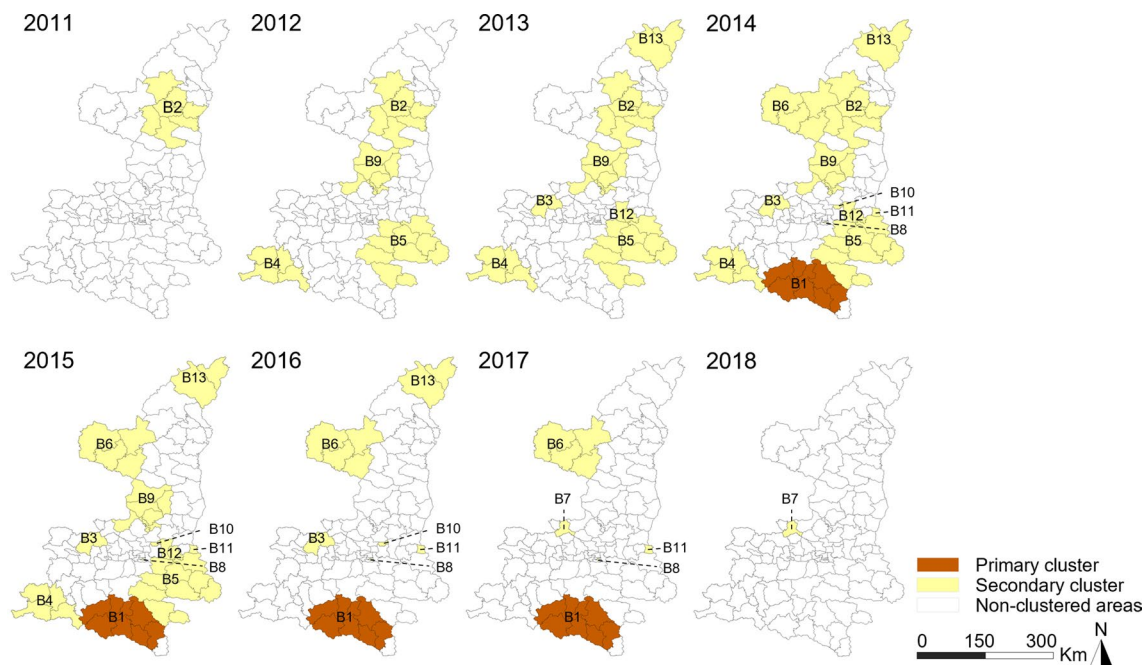 2011
2012
2013
2014
B2
B2
B9
B5
B4
B13
B2
B9
B3
B12
B5
B4
B13
B6
B2
B9
B10
B3
B12
B11
B8
B5
B4
B1
2015
2016
2017
2018
B13
B6
B9
B10
B3
B12
B11
B8
B5
B4
B1
B13
B6
B10
B3
B11
B8
B1
B6
B7
B11
B8
B1
B7
Primary cluster
Secondary cluster
Non-clustered areas
0 150 300 Km
N